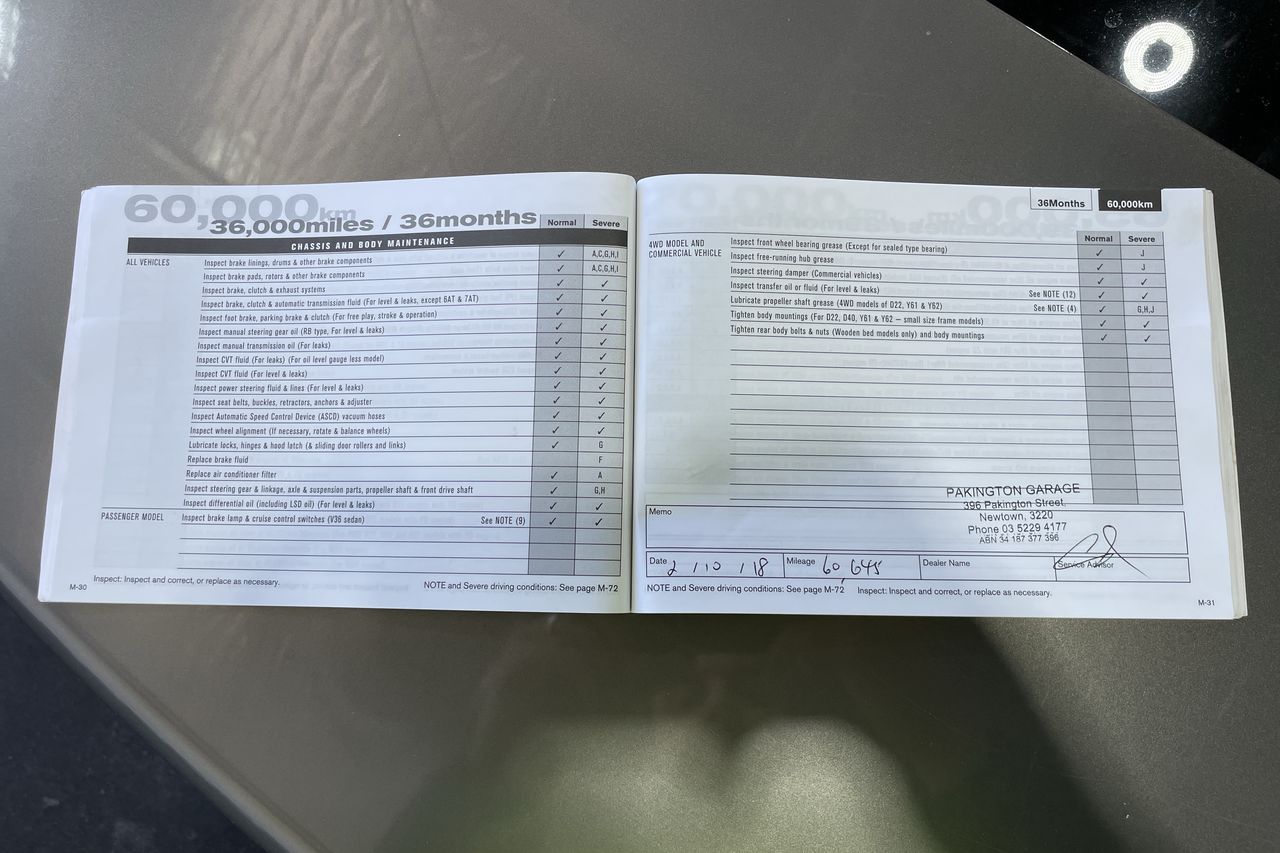 60,000km
36,000miles / 36months
Normal Severe
CHASSIS AND BODY MAINTENANCE
ALL VEHICLES Inspect brake linings, drums & other brake components ✓ A,C,G,H,I
Inspect brake pads, rotors & other brake components ✓ A,C,G,H,I
Inspect brake, clutch & exhaust systems ✓ ✓
Inspect brake, clutch & automatic transmission fluid (For level & leaks, except 6AT & 7AT) ✓ ✓
Inspect foot brake, parking brake & clutch (For free play, stroke & operation) ✓ ✓
Inspect manual steering gear oil (RB type, For level & leaks) ✓ ✓
Inspect manual transmission oil (For leaks) ✓ ✓
Inspect CVT fluid (For leaks) (For oil level gauge less model) ✓ ✓
Inspect CVT fluid (For level & leaks) ✓ ✓
Inspect power steering fluid & lines (For level & leaks) ✓ ✓
Inspect seat belts, buckles, retractors, anchors & adjuster ✓ ✓
Inspect Automatic Speed Control Device (ASCD) vacuum hoses ✓ ✓
Inspect wheel alignment (If necessary, rotate & balance wheels) ✓ ✓
Lubricate locks, hinges & hood latch (& sliding door rollers and links) ✓ G
Replace brake fluid F
Replace air conditioner filter ✓ A
Inspect steering gear & linkage, axle & suspension parts, propeller shaft & front drive shaft ✓ G,H
Inspect differential oil (including LSD oil) (For level & leaks) ✓ ✓
PASSENGER MODEL Inspect brake lamp & cruise control switches (V36 sedan) See NOTE (9) ✓ ✓
Inspect: Inspect and correct, or replace as necessary.
NOTE and Severe driving conditions: See page M-72
M-30
36Months 60,000km
Normal Severe
4WD MODEL AND
COMMERCIAL VEHICLE
Inspect front wheel bearing grease (Except for sealed type bearing) ✓ J
Inspect free-running hub grease ✓ J
Inspect steering damper (Commercial vehicles) ✓ ✓
Inspect transfer oil or fluid (For level & leaks) See NOTE (12) ✓ ✓
Lubricate propeller shaft grease (4WD models of D22, Y61 & Y62) See NOTE (4) ✓ G,H,J
Tighten body mountings (For D22, D40, Y61 & Y62 – small size frame models) ✓ ✓
Tighten rear body bolts & nuts (Wooden bed models only) and body mountings ✓ ✓
PAKINGTON GARAGE
396 Pakington Street,
Newtown, 3220
Phone 03 5229 4177
ABN 34 187 377 396
Memo
Date 2 / 10 / 18 Mileage 60,645 Dealer Name Service Advisor
NOTE and Severe driving conditions: See page M-72 Inspect: Inspect and correct, or replace as necessary.
M-31